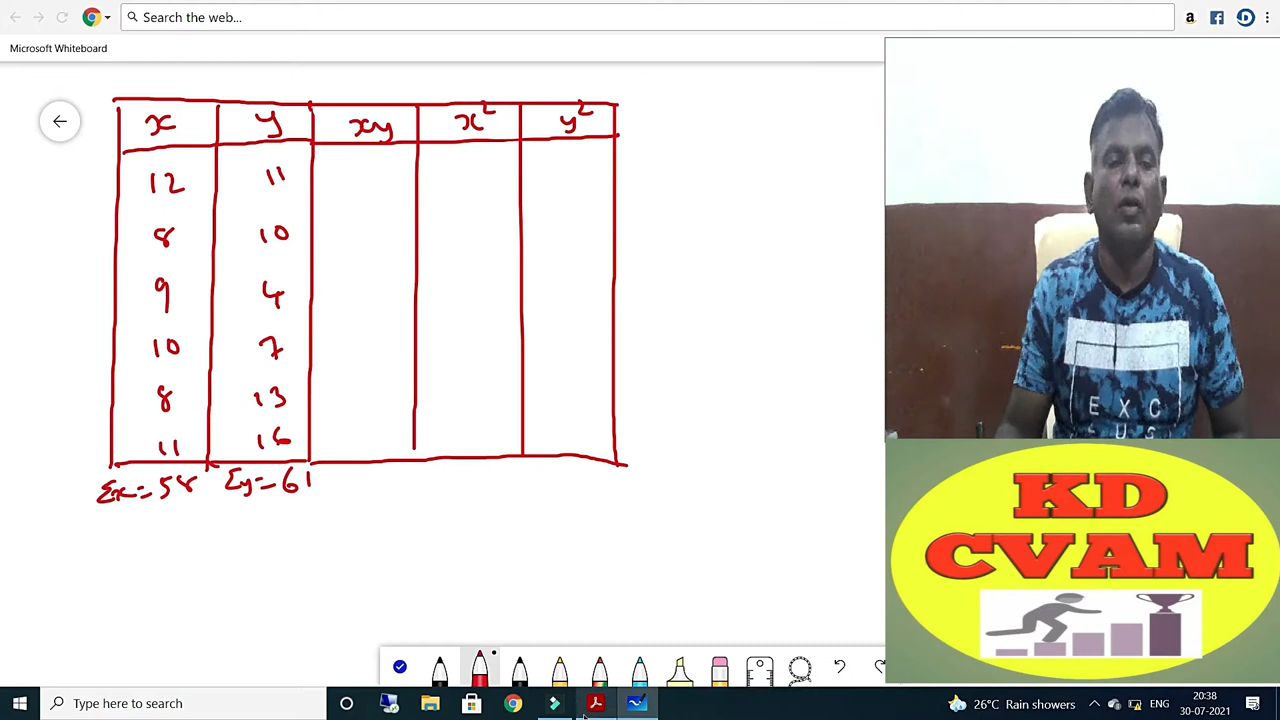 Search the web...
Microsoft Whiteboard
x y xy x² y²
12 11
8 10
9 4
10 7
8 13
11 16
Σx=58 Σy=61
EXC
KD
CVAM
Type here to search
26°C Rain showers
ENG
20:38
30-07-2021